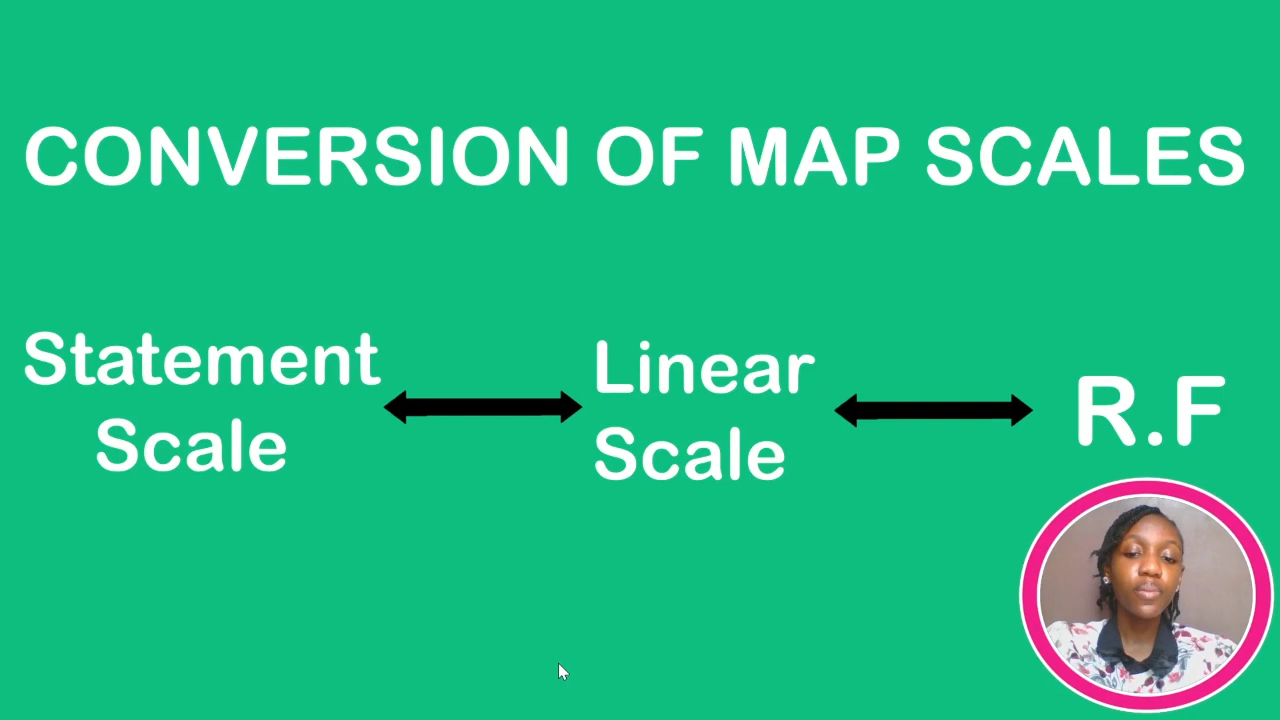 CONVERSION OF MAP SCALES
Statement
Scale
Linear
Scale
R.F